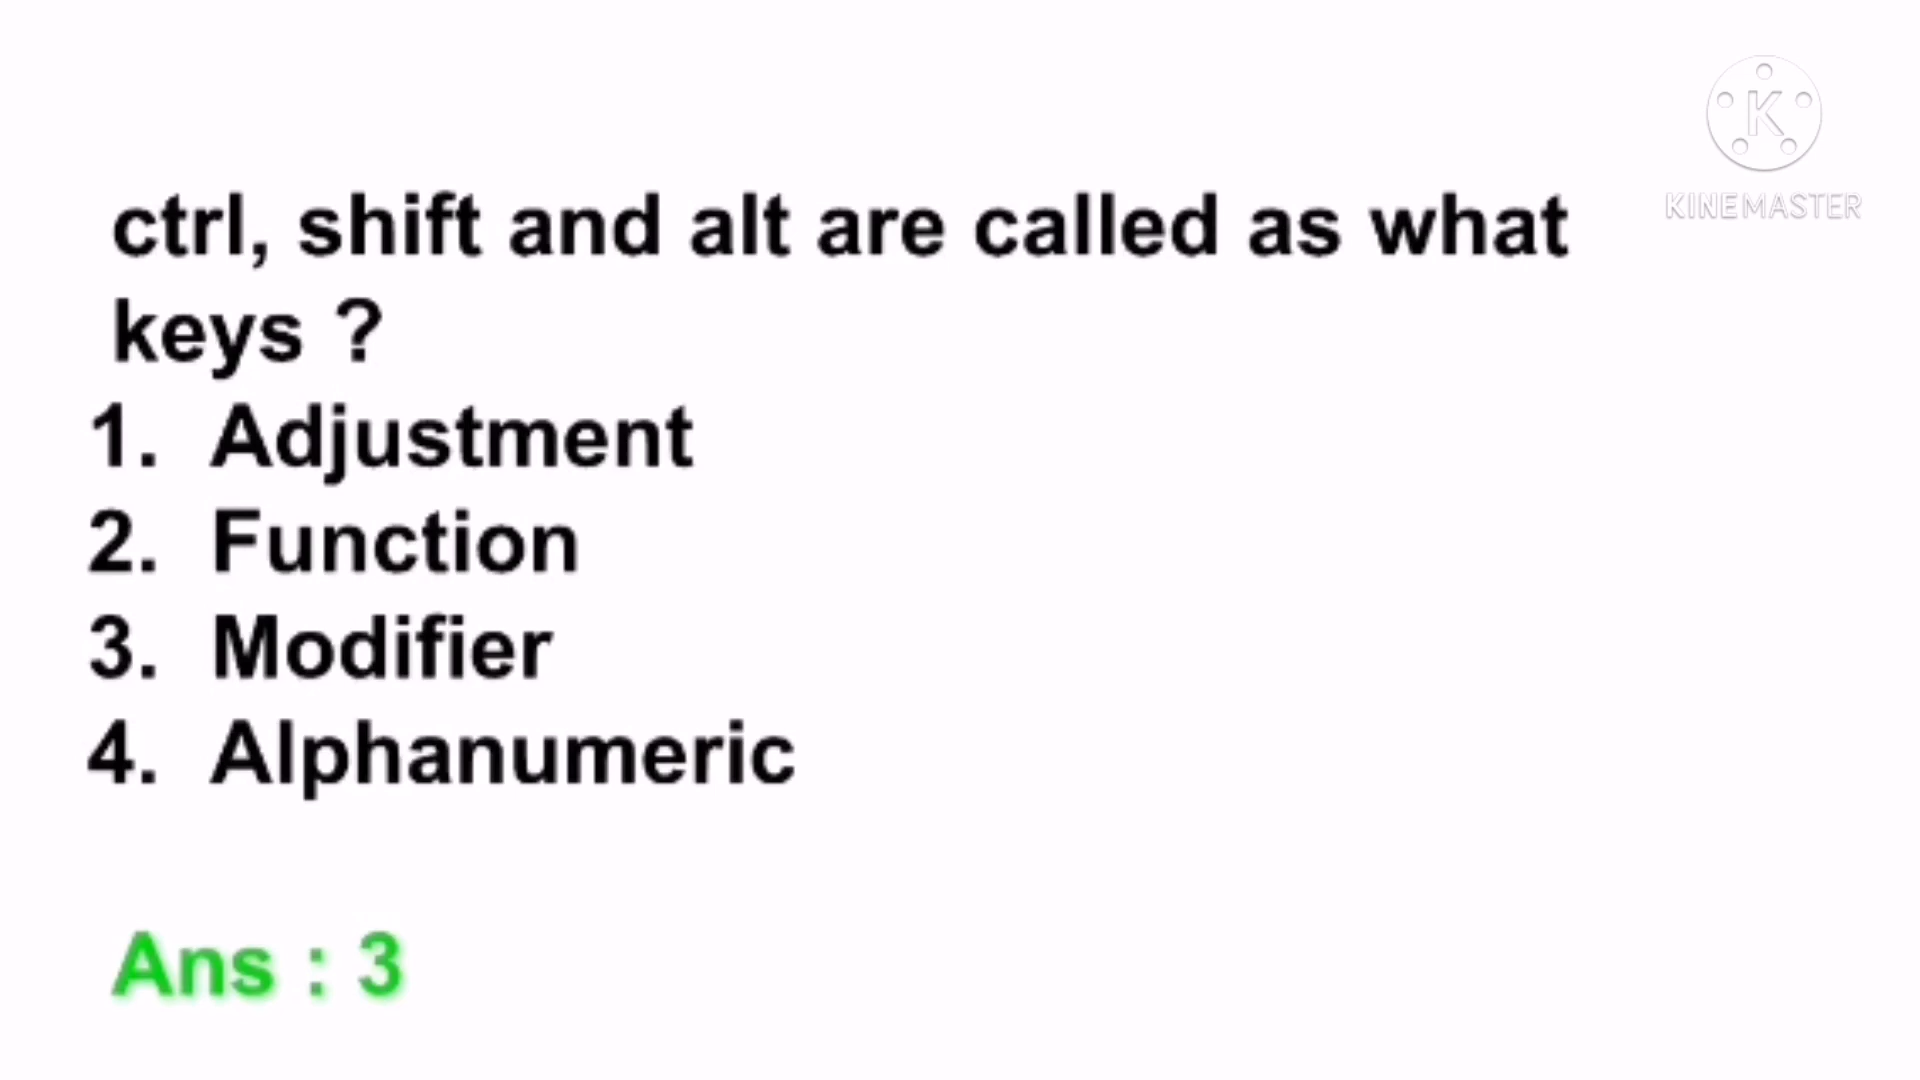 K
KINEMASTER
ctrl, shift and alt are called as what
keys ?
1. Adjustment
2. Function
3. Modifier
4. Alphanumeric
Ans : 3